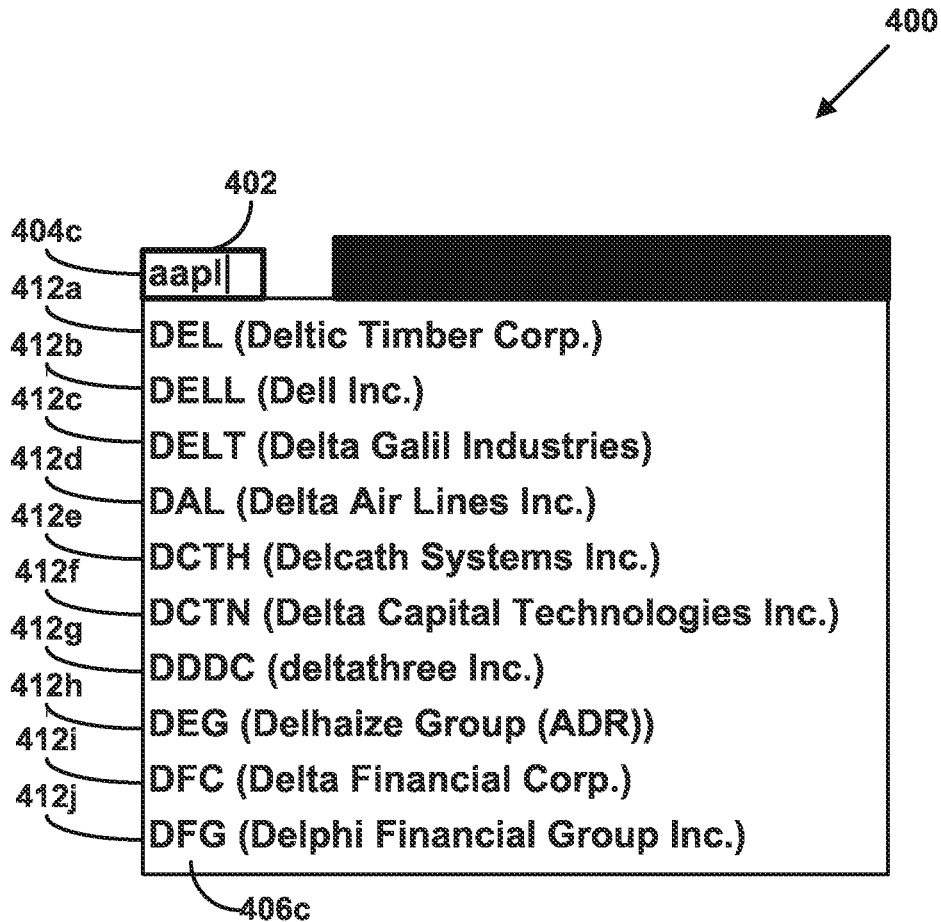 400
402
404c
aapl
412a
DEL (Deltic Timber Corp.)
412b
DELL (Dell Inc.)
412c
DELT (Delta Galil Industries)
412d
DAL (Delta Air Lines Inc.)
412e
DCTH (Delcath Systems Inc.)
412f
DCTN (Delta Capital Technologies Inc.)
412g
DDDC (deltathree Inc.)
412h
DEG (Delhaize Group (ADR))
412i
DFC (Delta Financial Corp.)
412j
DFG (Delphi Financial Group Inc.)
406c